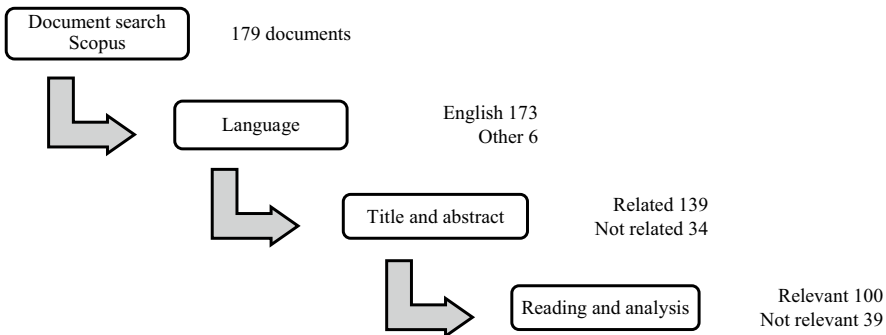 Document search
Scopus
179 documents
Language
English 173
Other 6
Title and abstract
Related 139
Not related 34
Reading and analysis
Relevant 100
Not relevant 39